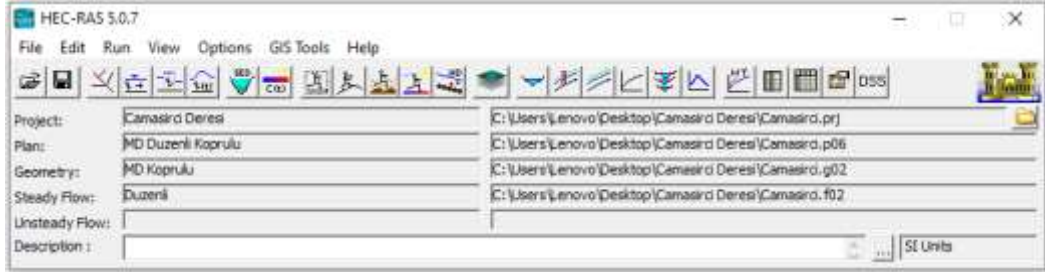 HEC-RAS 5.0.7
File Edit Run View Options GIS Tools Help
DSS
Project: Camasirci Deresi C:\Users\Lenovo\Desktop\Camasirci Deresi\Camasirci.prj
Plan: MD Duzenli Koprulu C:\Users\Lenovo\Desktop\Camasirci Deresi\Camasirci.p06
Geometry: MD Koprulu C:\Users\Lenovo\Desktop\Camasirci Deresi\Camasirci.g02
Steady Flow: Duzenli C:\Users\Lenovo\Desktop\Camasirci Deresi\Camasirci.f02
Unsteady Flow:
Description : ... SI Units